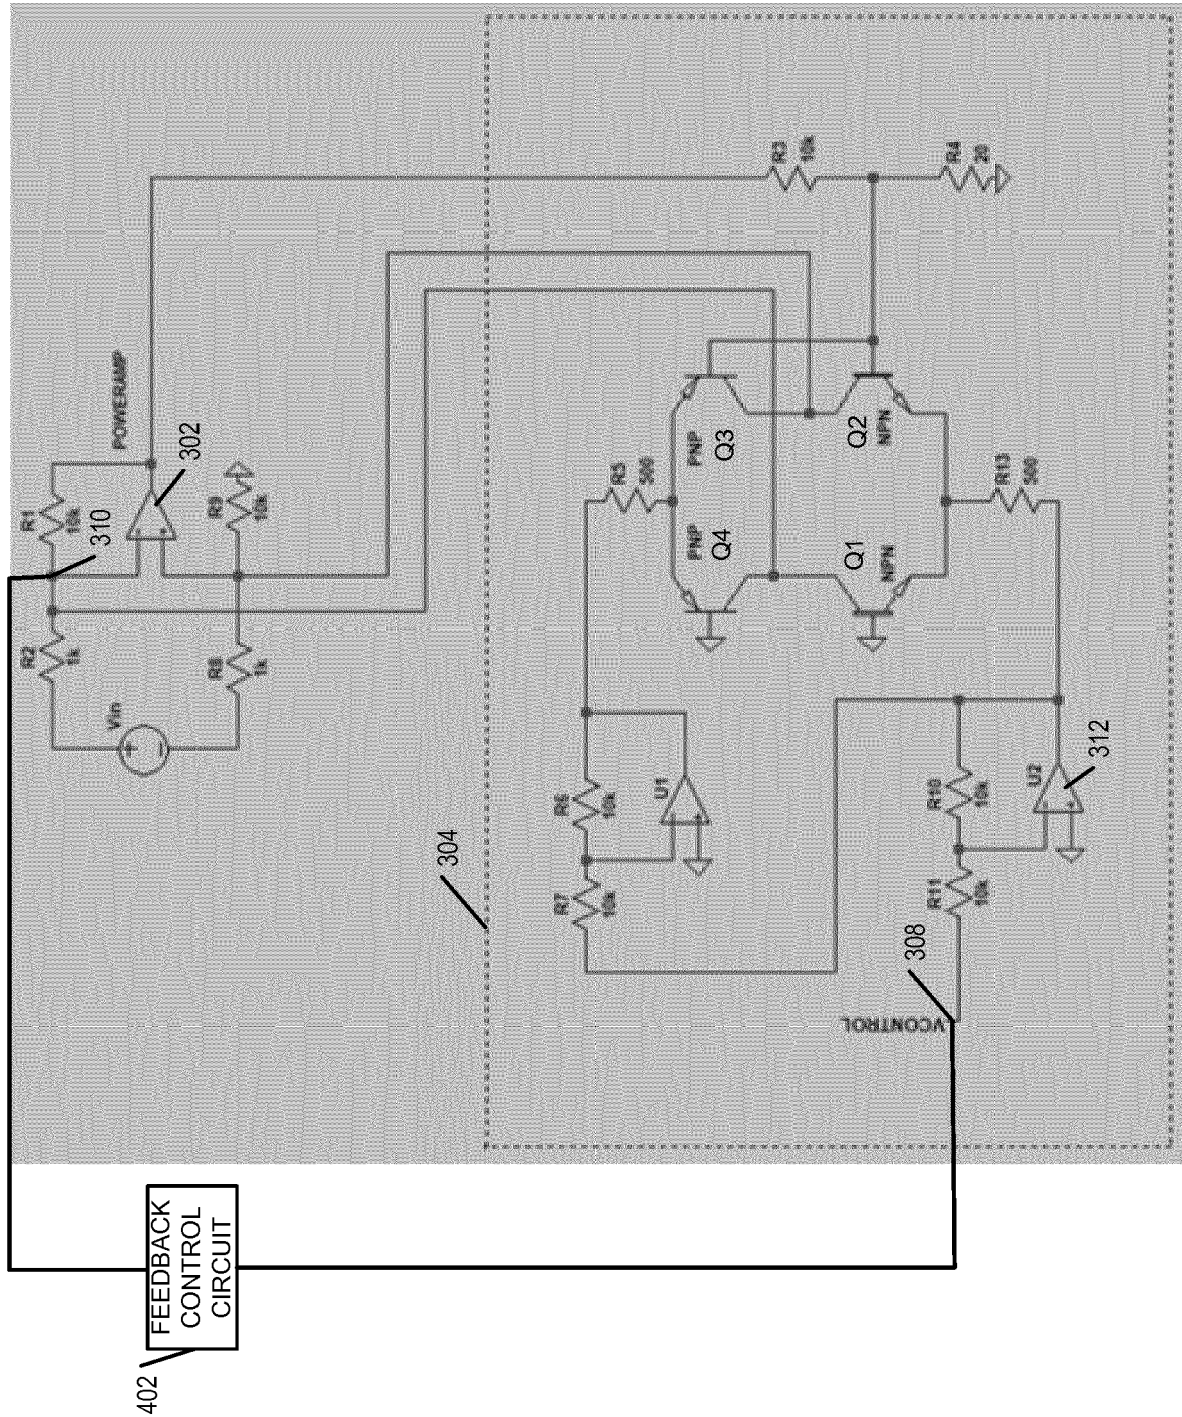 POWERAMP
302
R1
10k
310
R9
10k
R2
1k
R8
1k
Vin
+
−
R3
10k
R4
20
R5
500
PNP
Q3
PNP
Q4
Q2
NPN
Q1
NPN
R13
500
R6
10k
R7
10k
U1
R10
10k
R11
10k
U2
312
304
308
VCONTROL
FEEDBACK
CONTROL
CIRCUIT
402